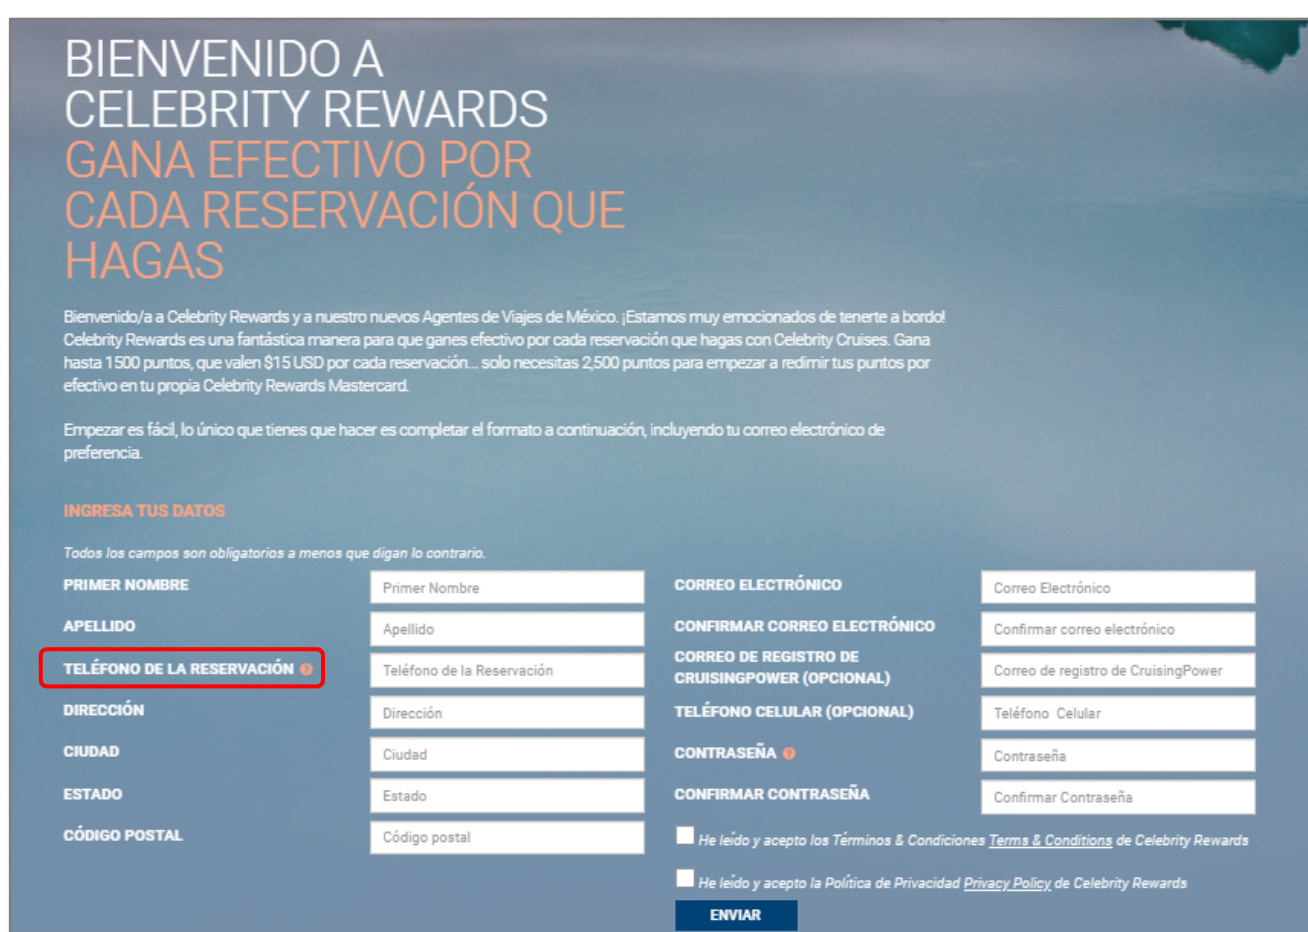 BIENVENIDO A
CELEBRITY REWARDS
GANA EFECTIVO POR
CADA RESERVACIÓN QUE
HAGAS
Bienvenido/a a Celebrity Rewards y a nuestro nuevos Agentes de Viajes de México. ¡Estamos muy emocionados de tenerte a bordo!
Celebrity Rewards es una fantástica manera para que ganes efectivo por cada reservación que hagas con Celebrity Cruises. Gana
hasta 1500 puntos, que valen $15 USD por cada reservación... solo necesitas 2,500 puntos para empezar a redimir tus puntos por
efectivo en tu propia Celebrity Rewards Mastercard.
Empezar es fácil, lo único que tienes que hacer es completar el formato a continuación, incluyendo tu correo electrónico de
preferencia.
INGRESA TUS DATOS
Todos los campos son obligatorios a menos que digan lo contrario.
PRIMER NOMBRE
Primer Nombre
APELLIDO
Apellido
TELÉFONO DE LA RESERVACIÓN ?
Teléfono de la Reservación
DIRECCIÓN
Dirección
CIUDAD
Ciudad
ESTADO
Estado
CÓDIGO POSTAL
Código postal
CORREO ELECTRÓNICO
Correo Electrónico
CONFIRMAR CORREO ELECTRÓNICO
Confirmar correo electrónico
CORREO DE REGISTRO DE
CRUISINGPOWER (OPCIONAL)
Correo de registro de CruisingPower
TELÉFONO CELULAR (OPCIONAL)
Teléfono Celular
CONTRASEÑA ?
Contraseña
CONFIRMAR CONTRASEÑA
Confirmar Contraseña
He leído y acepto los Términos & Condiciones Terms & Conditions de Celebrity Rewards
He leído y acepto la Política de Privacidad Privacy Policy de Celebrity Rewards
ENVIAR